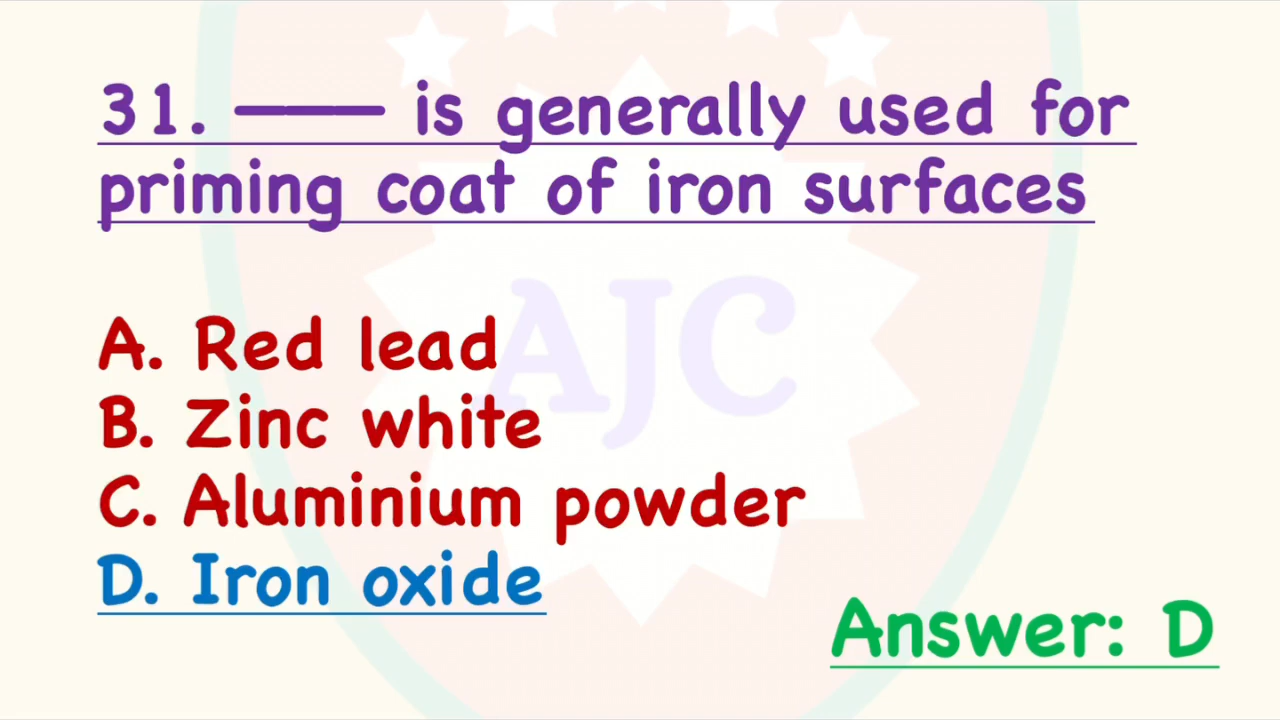 31. ——— is generally used for
priming coat of iron surfaces
AJC
A. Red lead
B. Zinc white
C. Aluminium powder
D. Iron oxide
Answer: D